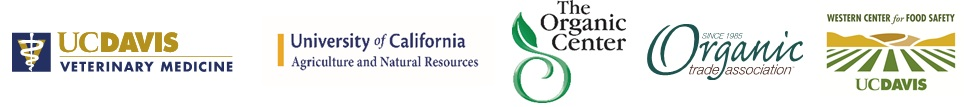 UCDAVIS
VETERINARY MEDICINE
University of California
Agriculture and Natural Resources
The
Organic
Center
SINCE 1985
Organic
trade association
WESTERN CENTER for FOOD SAFETY
UCDAVIS